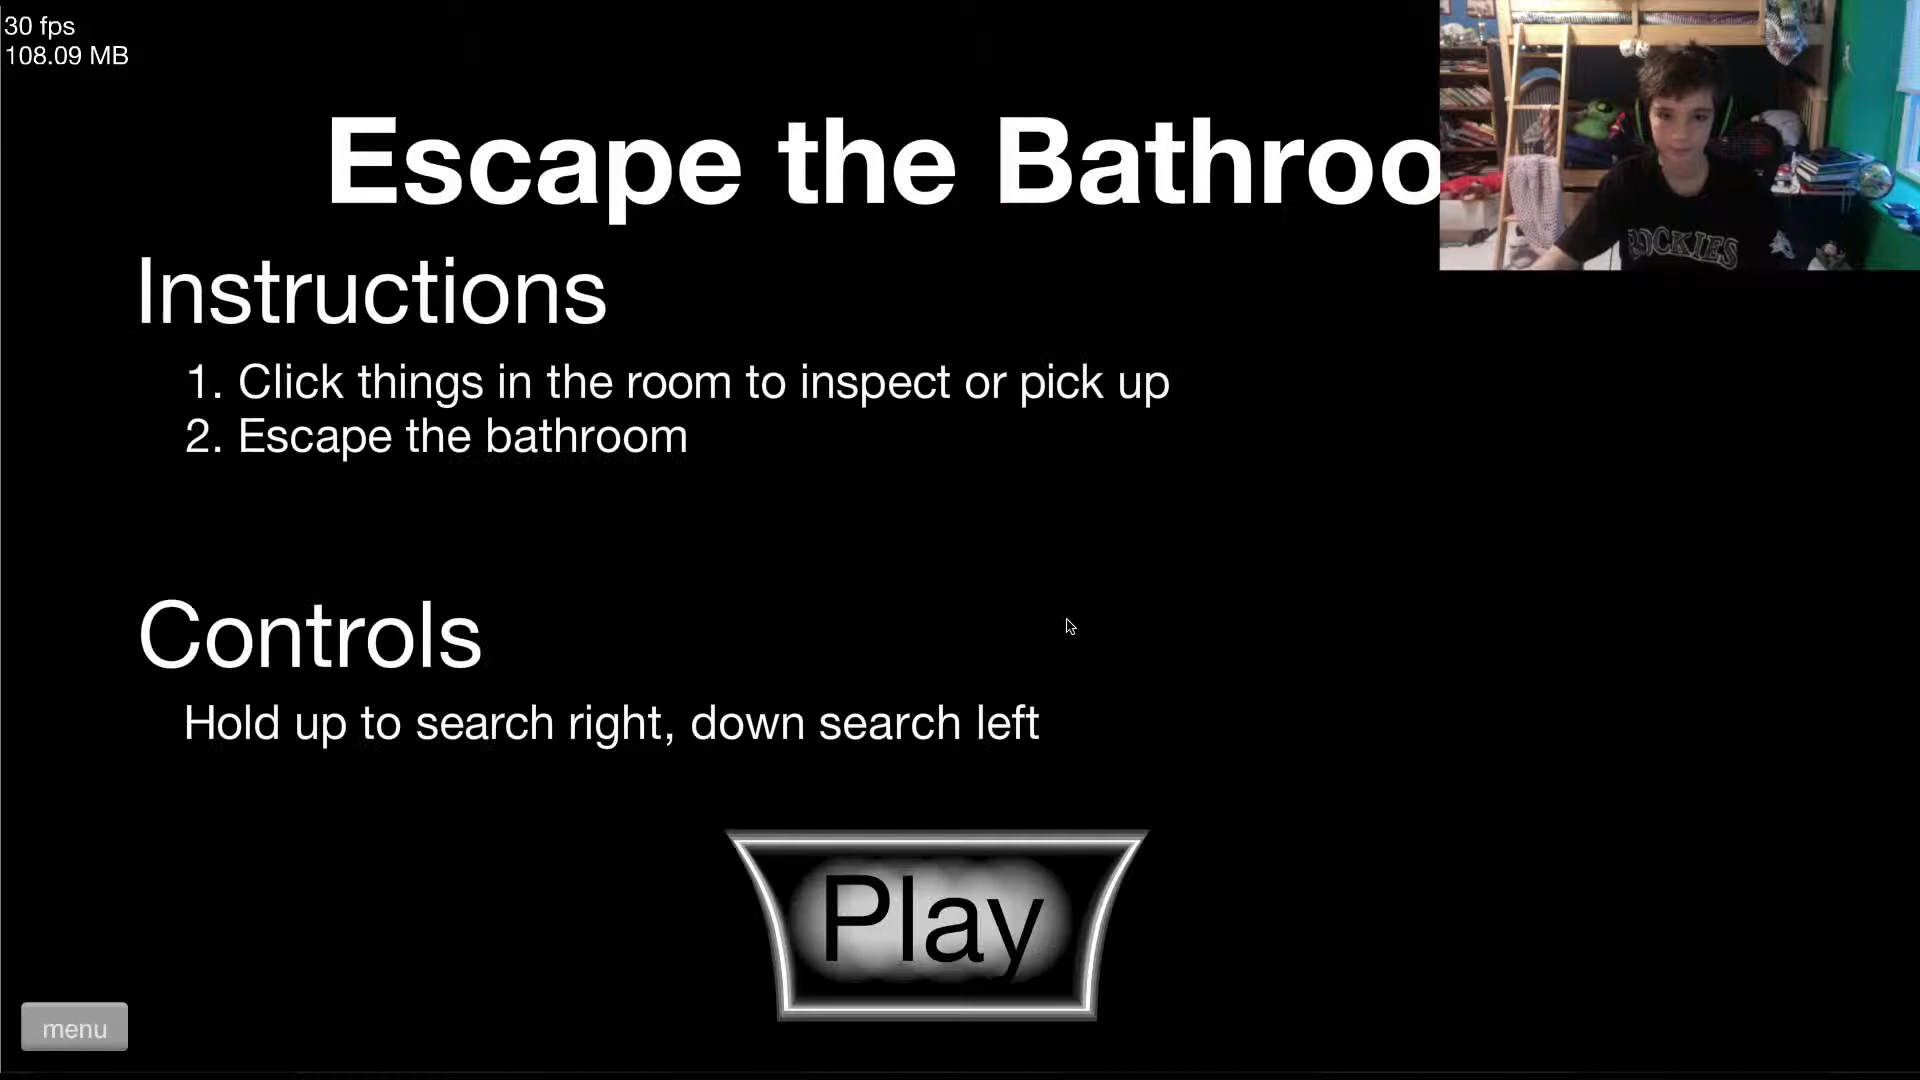 30 fps
108.09 MB
Escape the Bathroo
ROCKIES
Instructions
1. Click things in the room to inspect or pick up
2. Escape the bathroom
Controls
Hold up to search right, down search left
Play
menu